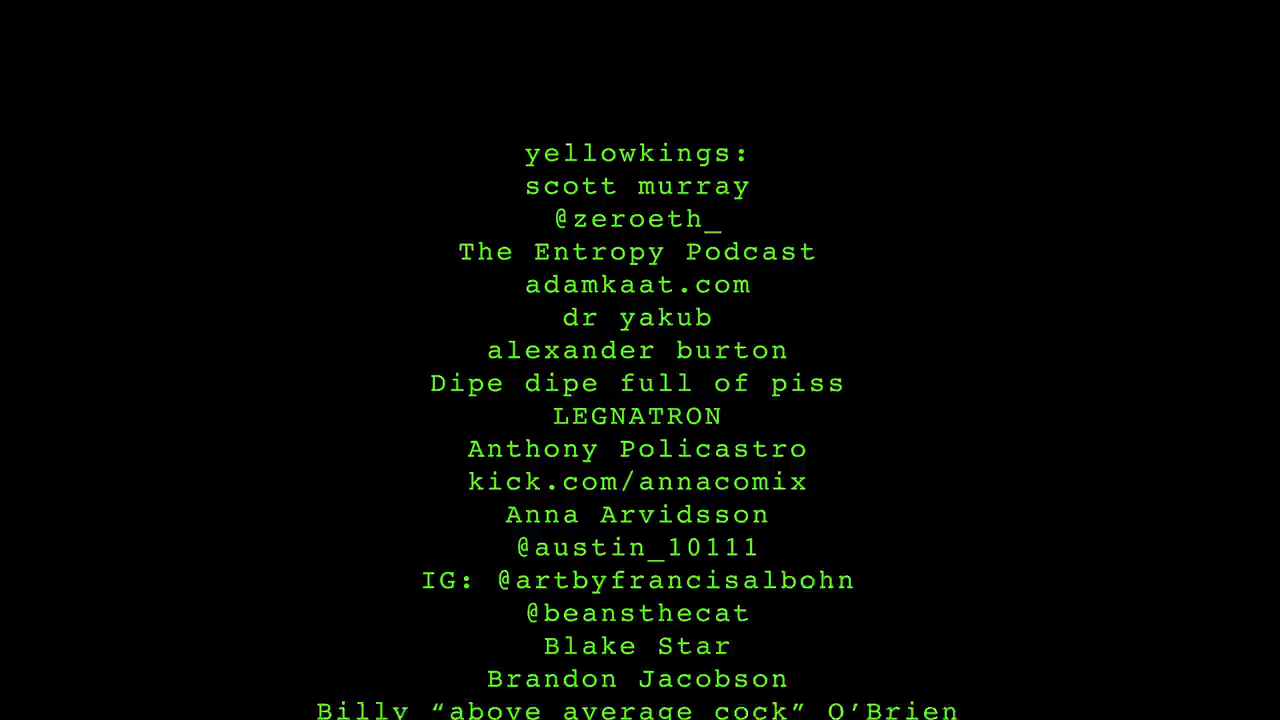 yellowkings:
scott murray
@zeroeth_
The Entropy Podcast
adamkaat.com
dr yakub
alexander burton
Dipe dipe full of piss
LEGNATRON
Anthony Policastro
kick.com/annacomix
Anna Arvidsson
@austin_10111
IG: @artbyfrancisalbohn
@beansthecat
Blake Star
Brandon Jacobson
Billy “above average cock” O’Brien